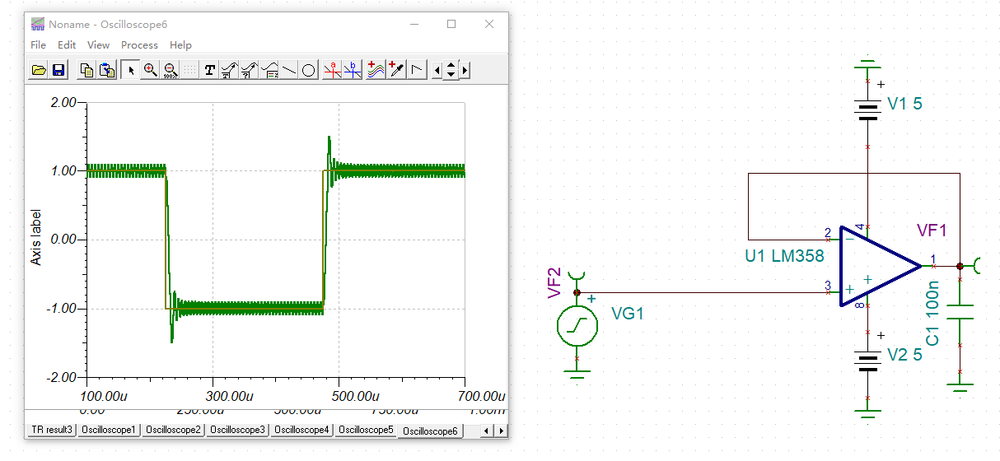 Noname - Oscilloscope6
File Edit View Process Help
T
100%
a
b
2.00
1.00
0.00
-1.00
-2.00
Axis label
100.00u 300.00u 500.00u 700.00u
0.00 250.00u 500.00u 750.00u 1.00m
TR result3 Oscilloscope1 Oscilloscope2 Oscilloscope3 Oscilloscope4 Oscilloscope5 Oscilloscope6
+
V1 5
4
2
−
U1 LM358
VF1
1
3
+
+
8
VF2
+
VG1
+
V2 5
C1 100n